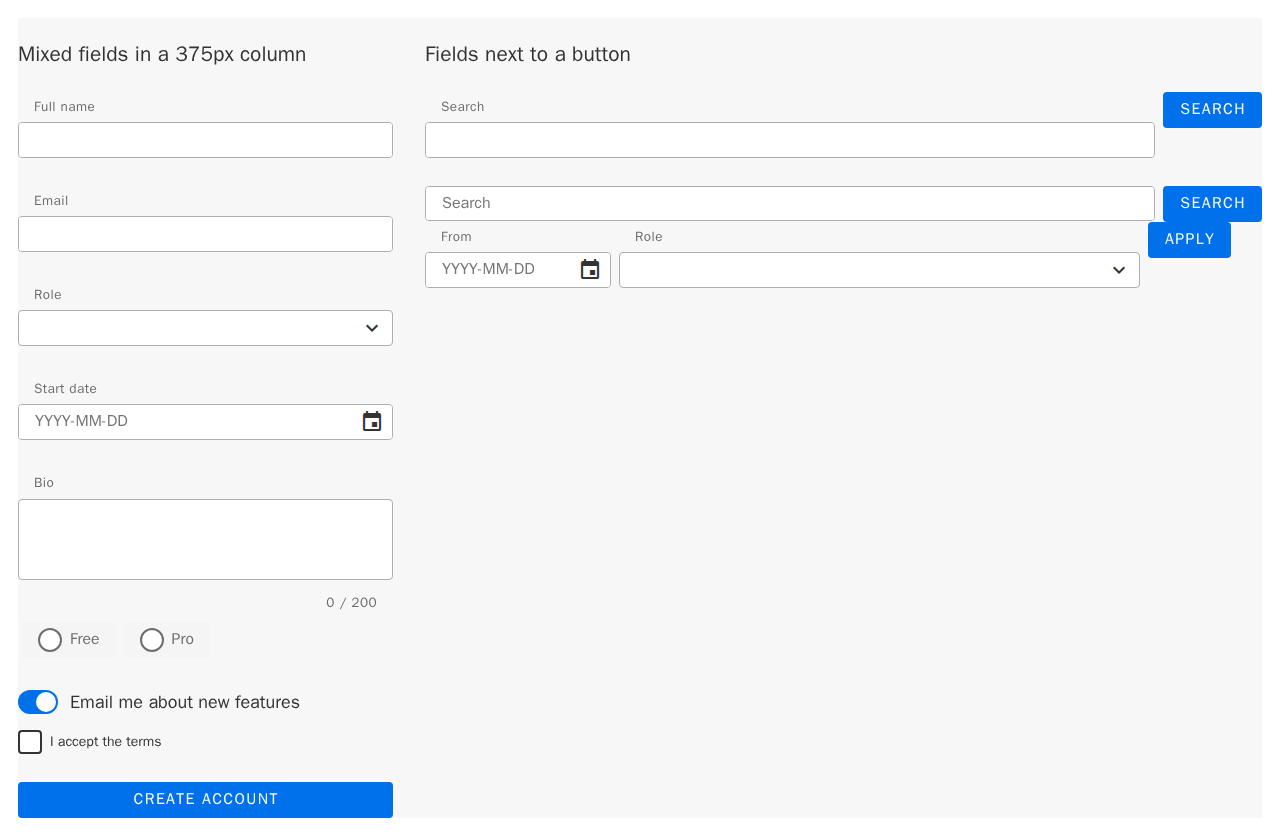 Mixed fields in a 375px column
Full name
Email
Role
Start date
YYYY-MM-DD
Bio
0 / 200
Free Pro
Email me about new features
I accept the terms
CREATE ACCOUNT
Fields next to a button
Search
SEARCH
Search
SEARCH
From Role
APPLY
YYYY-MM-DD